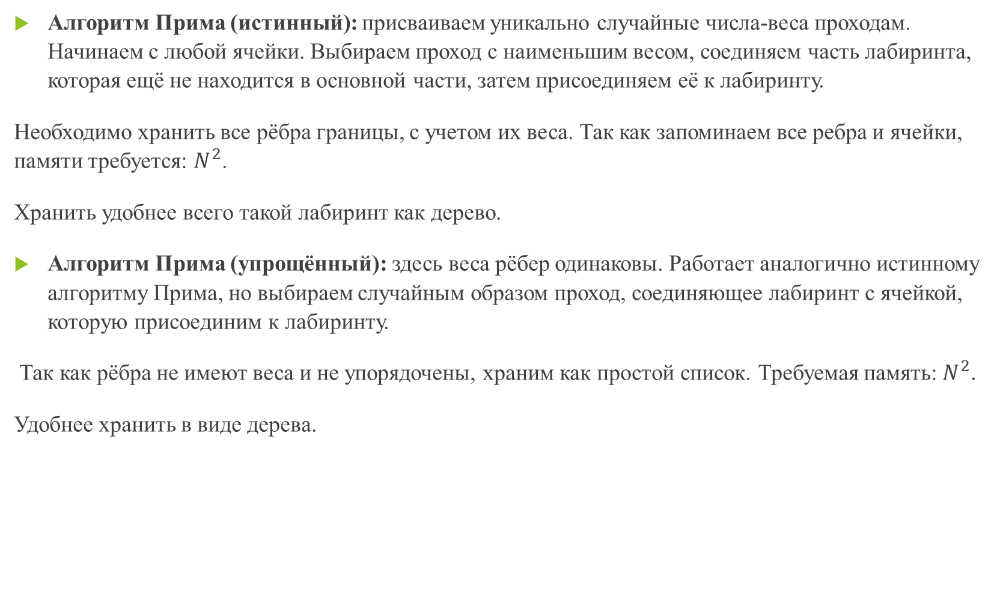 Алгоритм Прима (истинный): присваиваем уникально случайные числа-веса проходам.
Начинаем с любой ячейки. Выбираем проход с наименьшим весом, соединяем часть лабиринта,
которая ещё не находится в основной части, затем присоединяем её к лабиринту.
Необходимо хранить все рёбра границы, с учетом их веса. Так как запоминаем все ребра и ячейки,
памяти требуется: N².
Хранить удобнее всего такой лабиринт как дерево.
Алгоритм Прима (упрощённый): здесь веса рёбер одинаковы. Работает аналогично истинному
алгоритму Прима, но выбираем случайным образом проход, соединяющее лабиринт с ячейкой,
которую присоединим к лабиринту.
Так как рёбра не имеют веса и не упорядочены, храним как простой список. Требуемая память: N².
Удобнее хранить в виде дерева.